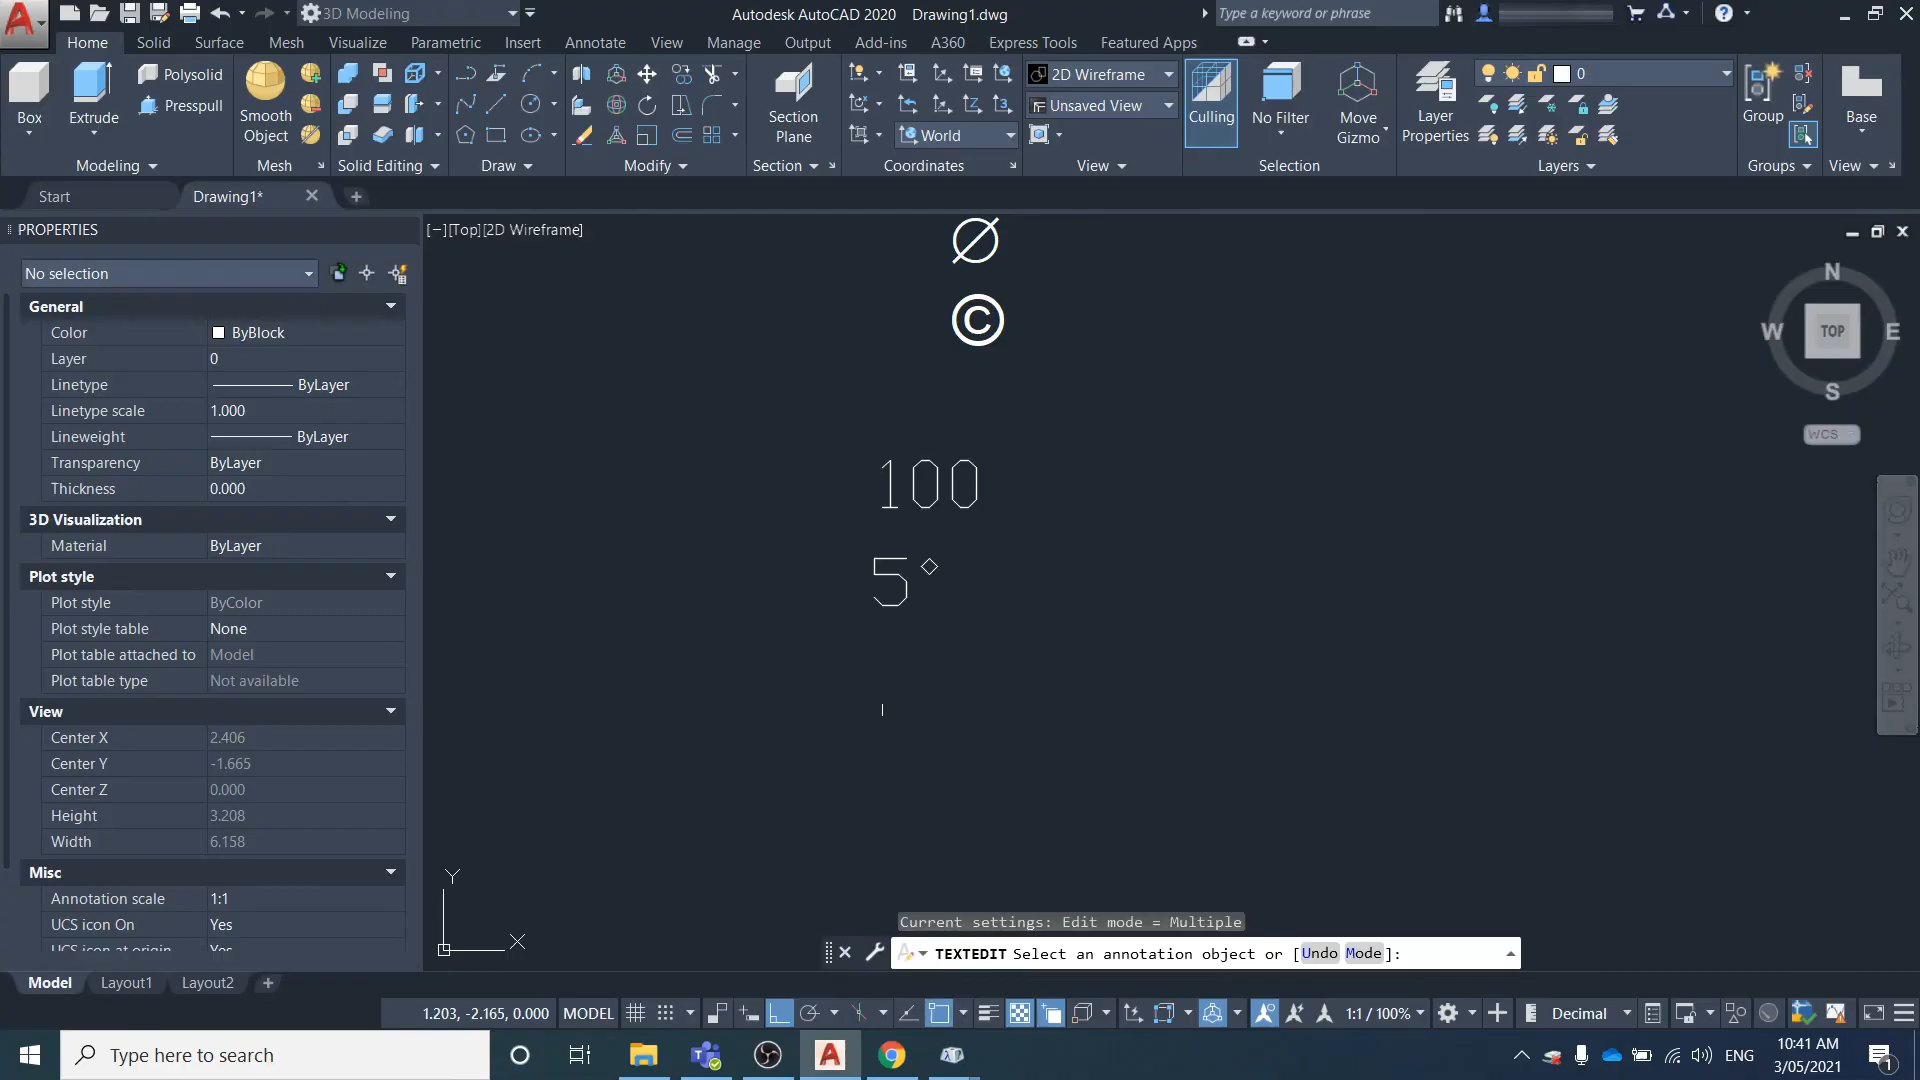 3D Modeling
Autodesk AutoCAD 2020 Drawing1.dwg
Type a keyword or phrase
Home Solid Surface Mesh Visualize Parametric Insert Annotate View Manage Output Add-ins A360 Express Tools Featured Apps
Box
Extrude
Polysolid
Presspull
Smooth
Object
Section
Plane
World
2D Wireframe
Unsaved View
Culling
No Filter
Move
Gizmo
Layer
Properties
0
Group
Base
Modeling
Mesh
Solid Editing
Draw
Modify
Section
Coordinates
View
Selection
Layers
Groups
View
Start
Drawing1*
PROPERTIES
No selection
General
Color ByBlock
Layer 0
Linetype ByLayer
Linetype scale 1.000
Lineweight ByLayer
Transparency ByLayer
Thickness 0.000
3D Visualization
Material ByLayer
Plot style
Plot style ByColor
Plot style table None
Plot table attached to Model
Plot table type Not available
View
Center X 2.406
Center Y -1.665
Center Z 0.000
Height 3.208
Width 6.158
Misc
Annotation scale 1:1
UCS icon On Yes
UCS icon at origin Yes
[−][Top][2D Wireframe]
∅
©
100
5°
N
W TOP E
S
WCS
Y
X
Current settings: Edit mode = Multiple
TEXTEDIT Select an annotation object or [Undo Mode]:
Model Layout1 Layout2
1.203, -2.165, 0.000 MODEL 1:1 / 100% Decimal
Type here to search
ENG
10:41 AM
3/05/2021
1